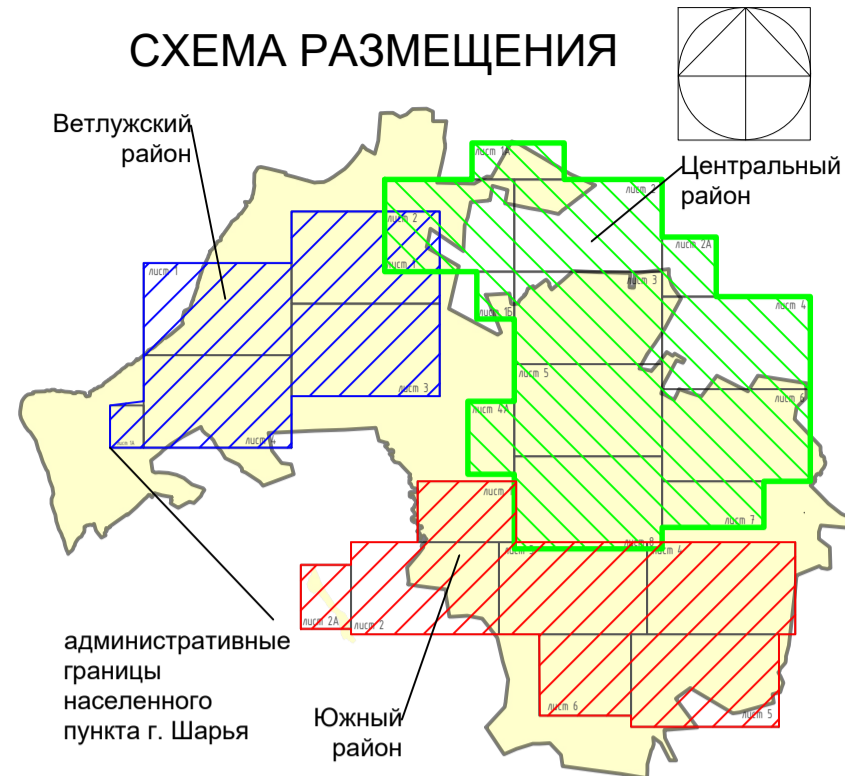 СХЕМА РАЗМЕЩЕНИЯ
Ветлужский
район
Центральный
район
лист 1А
лист 2
лист 2
лист 2А
лист 1
лист 1
лист 3
лист 1Б
лист 4
лист 5
лист 3
лист 6
лист 4А
лист 4
лист
лист 7
лист 8
лист 4
лист 2А
лист 2
лист 6
лист 5
административные
границы
населенного
пункта г. Шарья
Южный
район